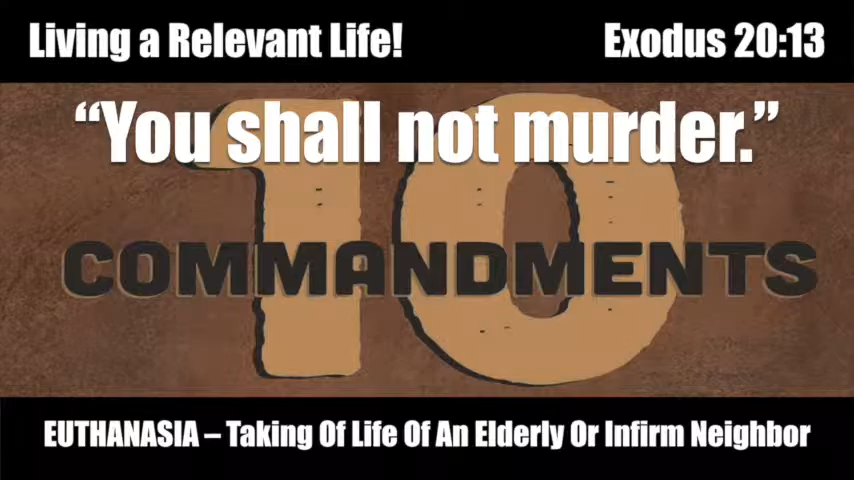 Living a Relevant Life!
Exodus 20:13
“You shall not murder.”
10
COMMANDMENTS
EUTHANASIA – Taking Of Life Of An Elderly Or Infirm Neighbor